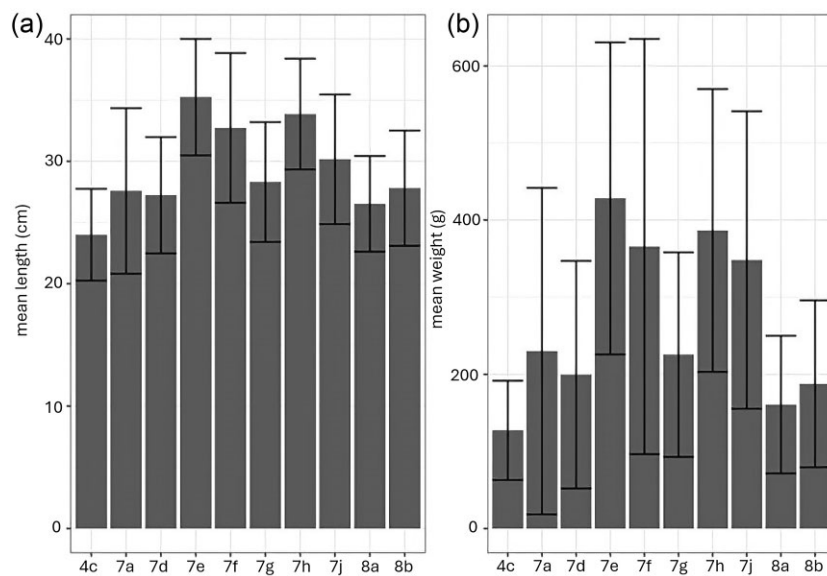 (a)
mean length (cm)
40
30
20
10
0
4c 7a 7d 7e 7f 7g 7h 7j 8a 8b
(b)
mean weight (g)
600
400
200
0
4c 7a 7d 7e 7f 7g 7h 7j 8a 8b